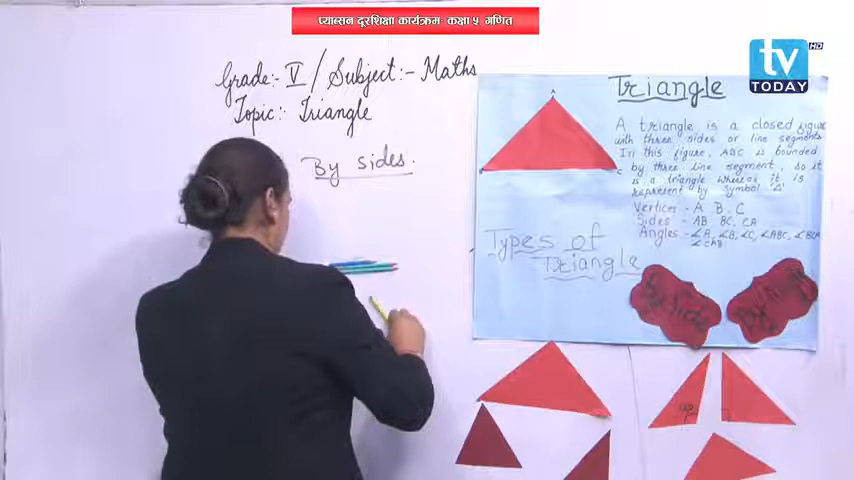 प्याब्सन दूरशिक्षा कार्यक्रम: कक्षा ५ गणित
tv HD
TODAY
Grade:- V / Subject:- Maths
Topic:- Triangle
By sides.
Triangle
A
A triangle is a closed figure
with three sides or line segments
In this figure, ABC is bounded
by three line segment, so it
is a triangle whereas it is
represent by symbol 'Δ'
C
Vertices - A B, C
Sides - AB BC, CA
Angles - ∠A, ∠B, ∠C, ∠ABC, ∠BCA
∠CAB
Types of
Triangle
By Sides
By